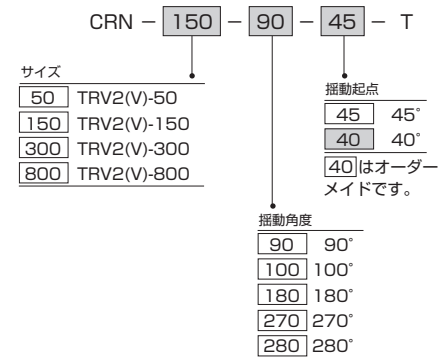 CRN － 150 － 90 － 45 － T
サイズ
50 TRV2(V)-50
150 TRV2(V)-150
300 TRV2(V)-300
800 TRV2(V)-800
揺動起点
45 45°
40 40°
40はオーダー
メイドです。
揺動角度
90 90°
100 100°
180 180°
270 270°
280 280°